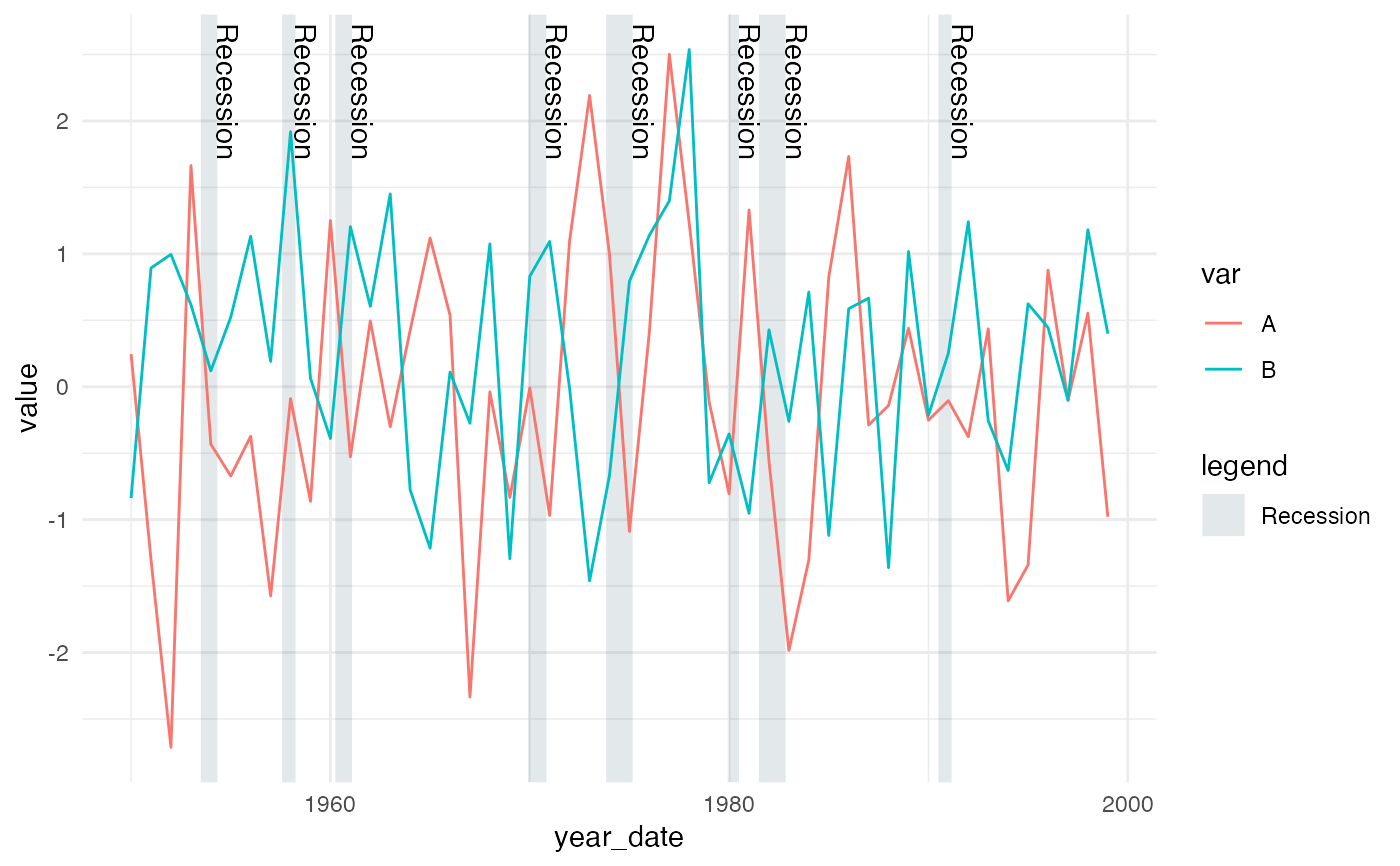 Recession
Recession
Recession
Recession
Recession
Recession
Recession
Recession
2
1
0
-1
-2
value
1960
1980
2000
year_date
var
A
B
legend
Recession